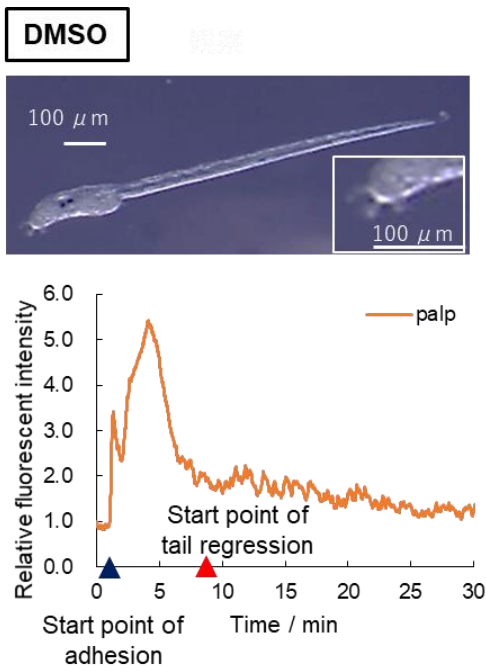 DMSO
100 μm
100 μm
6.0
5.0
4.0
3.0
2.0
1.0
0.0
Relative fluorescent intensity
palp
Start point of
tail regression
0 5 10 15 20 25 30
Start point of
adhesion
Time / min